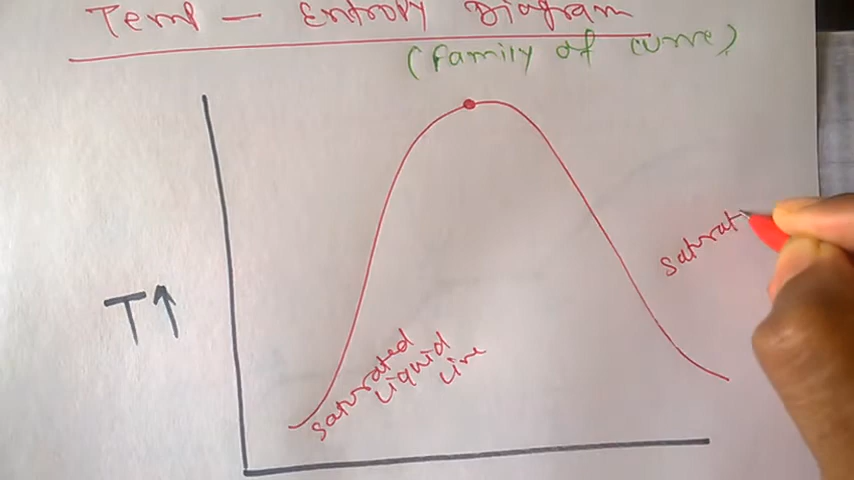 Temp - Entropy Diagram
(Family of curve)
T↑
saturated
liquid
line
saturat